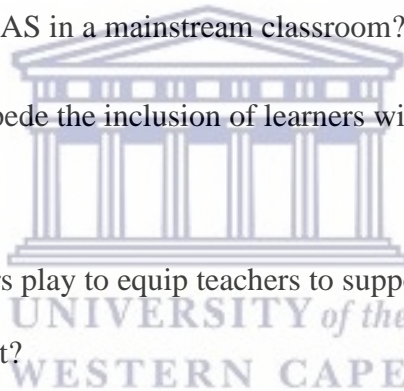 AS in a mainstream classroom?
pede the inclusion of learners wi
rs play to equip teachers to suppo
UNIVERSITY of the
t?
WESTERN CAPE